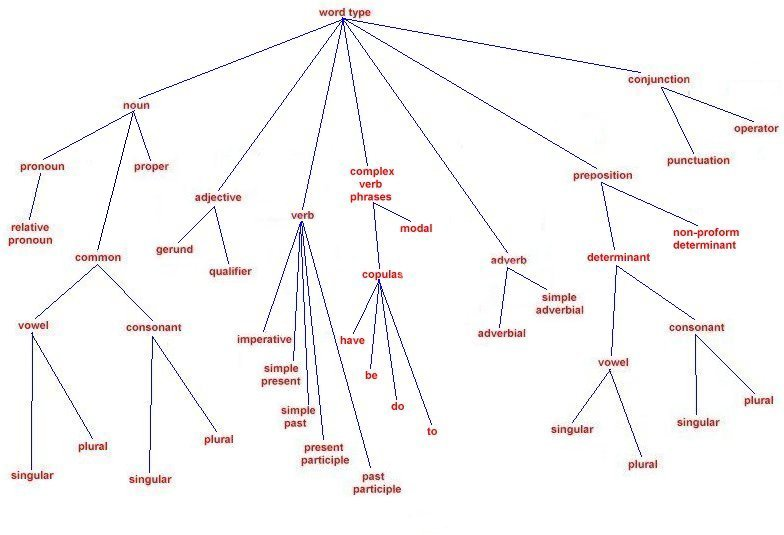 word type
conjunction
noun
operator
pronoun
proper
punctuation
complex
verb
phrases
preposition
adjective
relative
pronoun
verb
modal
non-proform
determinant
gerund
qualifier
common
copulas
adverb
determinant
simple
adverbial
vowel
consonant
imperative
have
adverbial
consonant
simple
present
be
vowel
simple
past
do
plural
singular
singular
plural
plural
to
present
participle
plural
singular
singular
past
participle